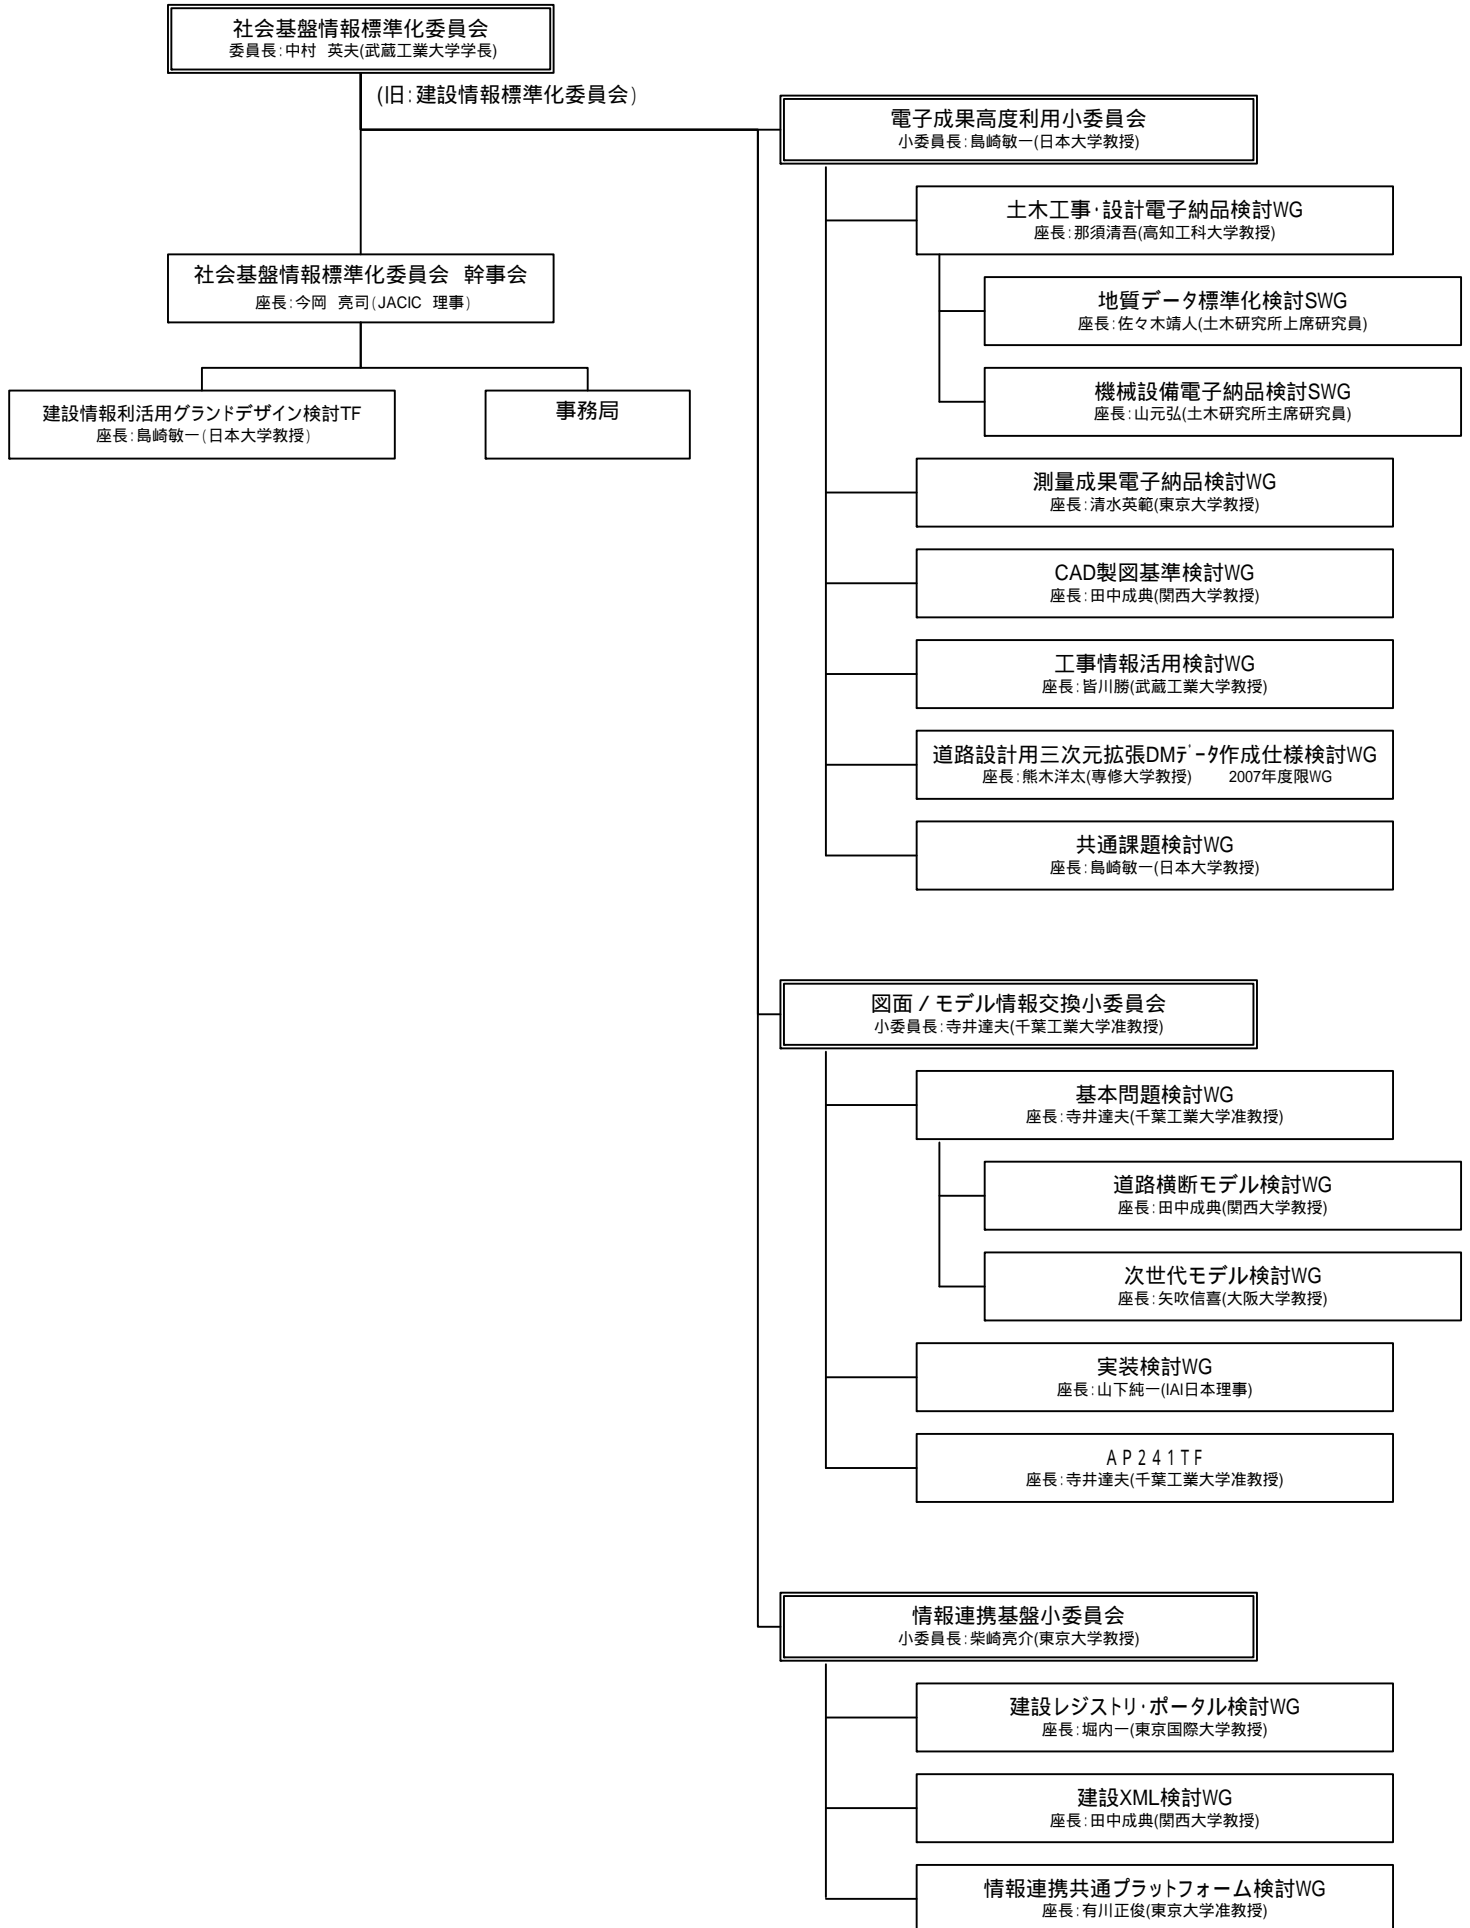 社会基盤情報標準化委員会
委員長:中村 英夫(武蔵工業大学学長)
(旧:建設情報標準化委員会)
社会基盤情報標準化委員会 幹事会
座長:今岡 亮司(JACIC 理事)
建設情報利活用グランドデザイン検討TF
座長:島崎敏一(日本大学教授)
事務局
電子成果高度利用小委員会
小委員長:島崎敏一(日本大学教授)
土木工事・設計電子納品検討WG
座長:那須清吾(高知工科大学教授)
地質データ標準化検討SWG
座長:佐々木靖人(土木研究所上席研究員)
機械設備電子納品検討SWG
座長:山元弘(土木研究所主席研究員)
測量成果電子納品検討WG
座長:清水英範(東京大学教授)
CAD製図基準検討WG
座長:田中成典(関西大学教授)
工事情報活用検討WG
座長:皆川勝(武蔵工業大学教授)
道路設計用三次元拡張DMデータ作成仕様検討WG
座長:熊木洋太(専修大学教授) 2007年度限WG
共通課題検討WG
座長:島崎敏一(日本大学教授)
図面/モデル情報交換小委員会
小委員長:寺井達夫(千葉工業大学准教授)
基本問題検討WG
座長:寺井達夫(千葉工業大学准教授)
道路横断モデル検討WG
座長:田中成典(関西大学教授)
次世代モデル検討WG
座長:矢吹信喜(大阪大学教授)
実装検討WG
座長:山下純一(IAI日本理事)
AP241TF
座長:寺井達夫(千葉工業大学准教授)
情報連携基盤小委員会
小委員長:柴崎亮介(東京大学教授)
建設レジストリ・ポータル検討WG
座長:堀内一(東京国際大学教授)
建設XML検討WG
座長:田中成典(関西大学教授)
情報連携共通プラットフォーム検討WG
座長:有川正俊(東京大学准教授)